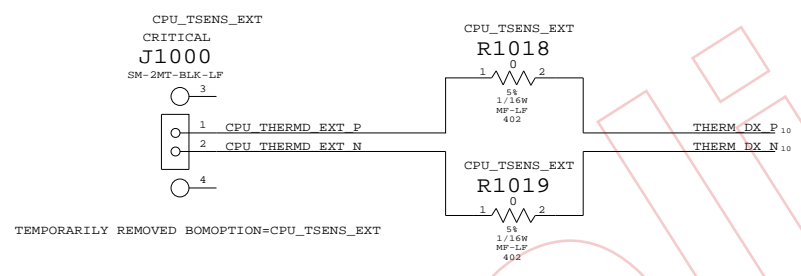 CPU_TSENS_EXT
CRITICAL
J1000
SM-2MT-BLK-LF
3
1 CPU_THERMD_EXT_P
2 CPU_THERMD_EXT_N
4
CPU_TSENS_EXT
R1018
0
1 2
5%
1/16W
MF-LF
402
THERM_DX_P 10
THERM_DX_N 10
CPU_TSENS_EXT
R1019
0
1 2
5%
1/16W
MF-LF
402
TEMPORARILY REMOVED BOMOPTION=CPU_TSENS_EXT